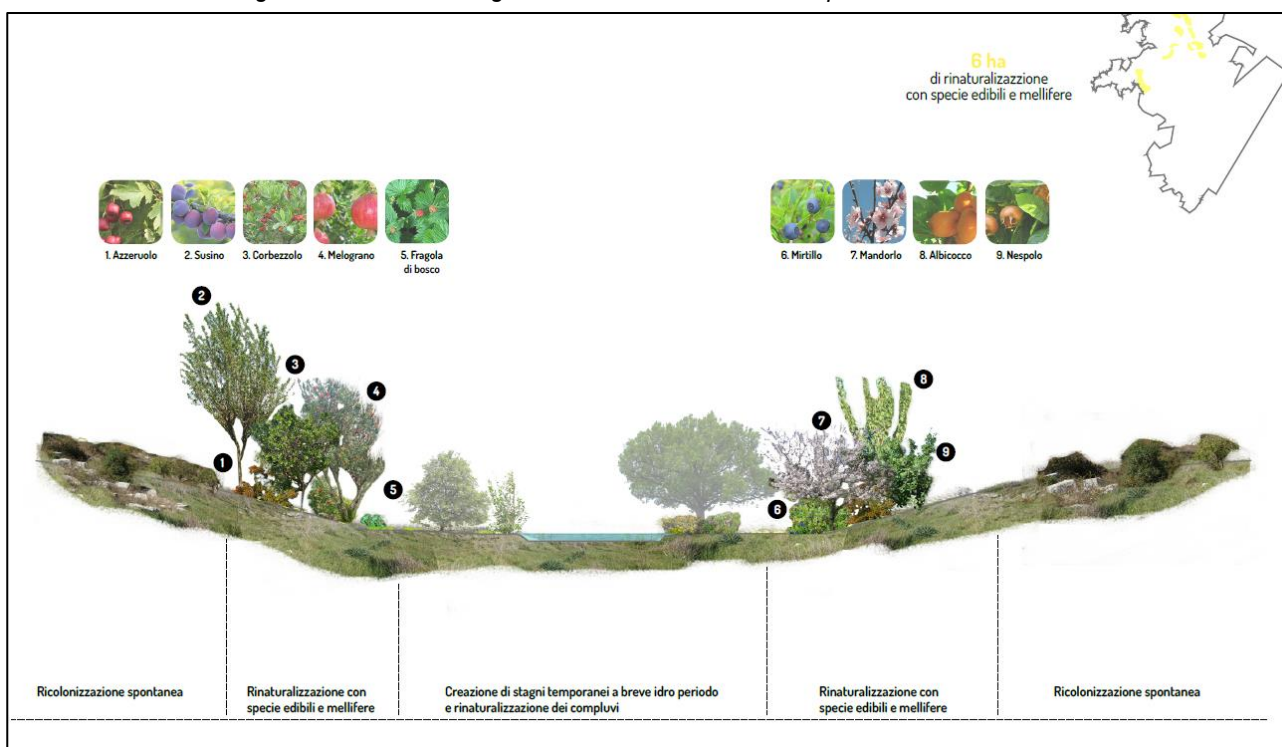 6 ha
di rinaturalizzazione
con specie edibili e mellifere
1. Azzeruolo
2. Susino
3. Corbezzolo
4. Melograno
5. Fragola
di bosco
6. Mirtillo
7. Mandorlo
8. Albicocco
9. Nespolo
2
3
4
1
5
8
7
9
6
Ricolonizzazione spontanea
Rinaturalizzazione con
specie edibili e mellifere
Creazione di stagni temporanei a breve idro periodo
e rinaturalizzazione dei compluvi
Rinaturalizzazione con
specie edibili e mellifere
Ricolonizzazione spontanea